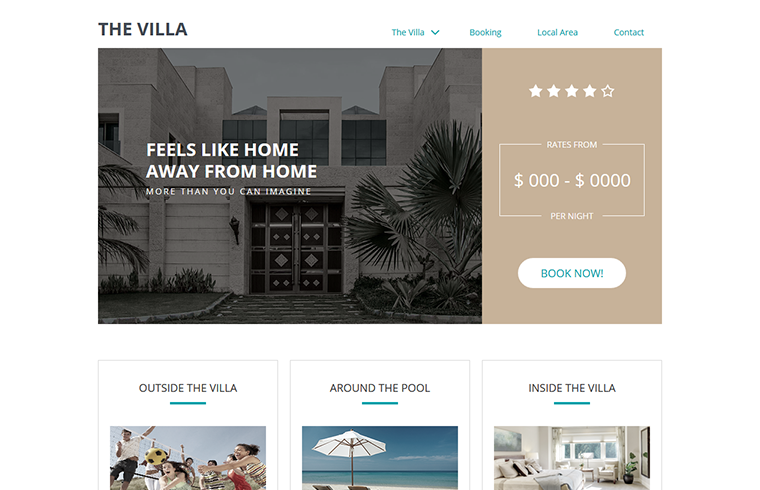 THE VILLA
The Villa
Booking
Local Area
Contact
FEELS LIKE HOME
AWAY FROM HOME
MORE THAN YOU CAN IMAGINE
RATES FROM
$ 000 - $ 0000
PER NIGHT
BOOK NOW!
OUTSIDE THE VILLA
AROUND THE POOL
INSIDE THE VILLA